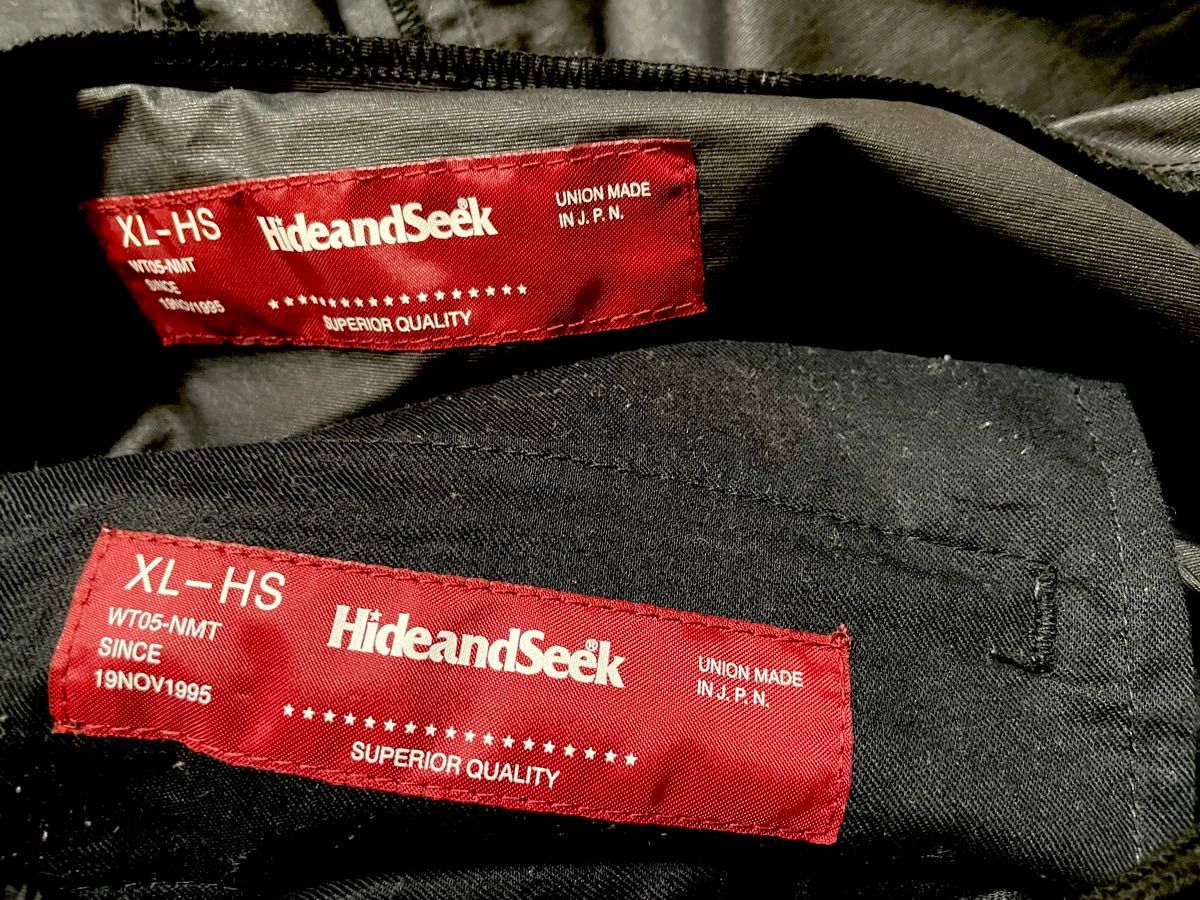 XL-HS
WT05-NMT
SINCE
19NOV1995
HideandSeek®
UNION MADE
IN J. P. N.
★★★★★★★★★★★★★★★★★★
SUPERIOR QUALITY
XL-HS
WT05-NMT
SINCE
19NOV1995
HideandSeek®
UNION MADE
IN J. P. N.
★★★★★★★★★★★★★★★★★★
SUPERIOR QUALITY